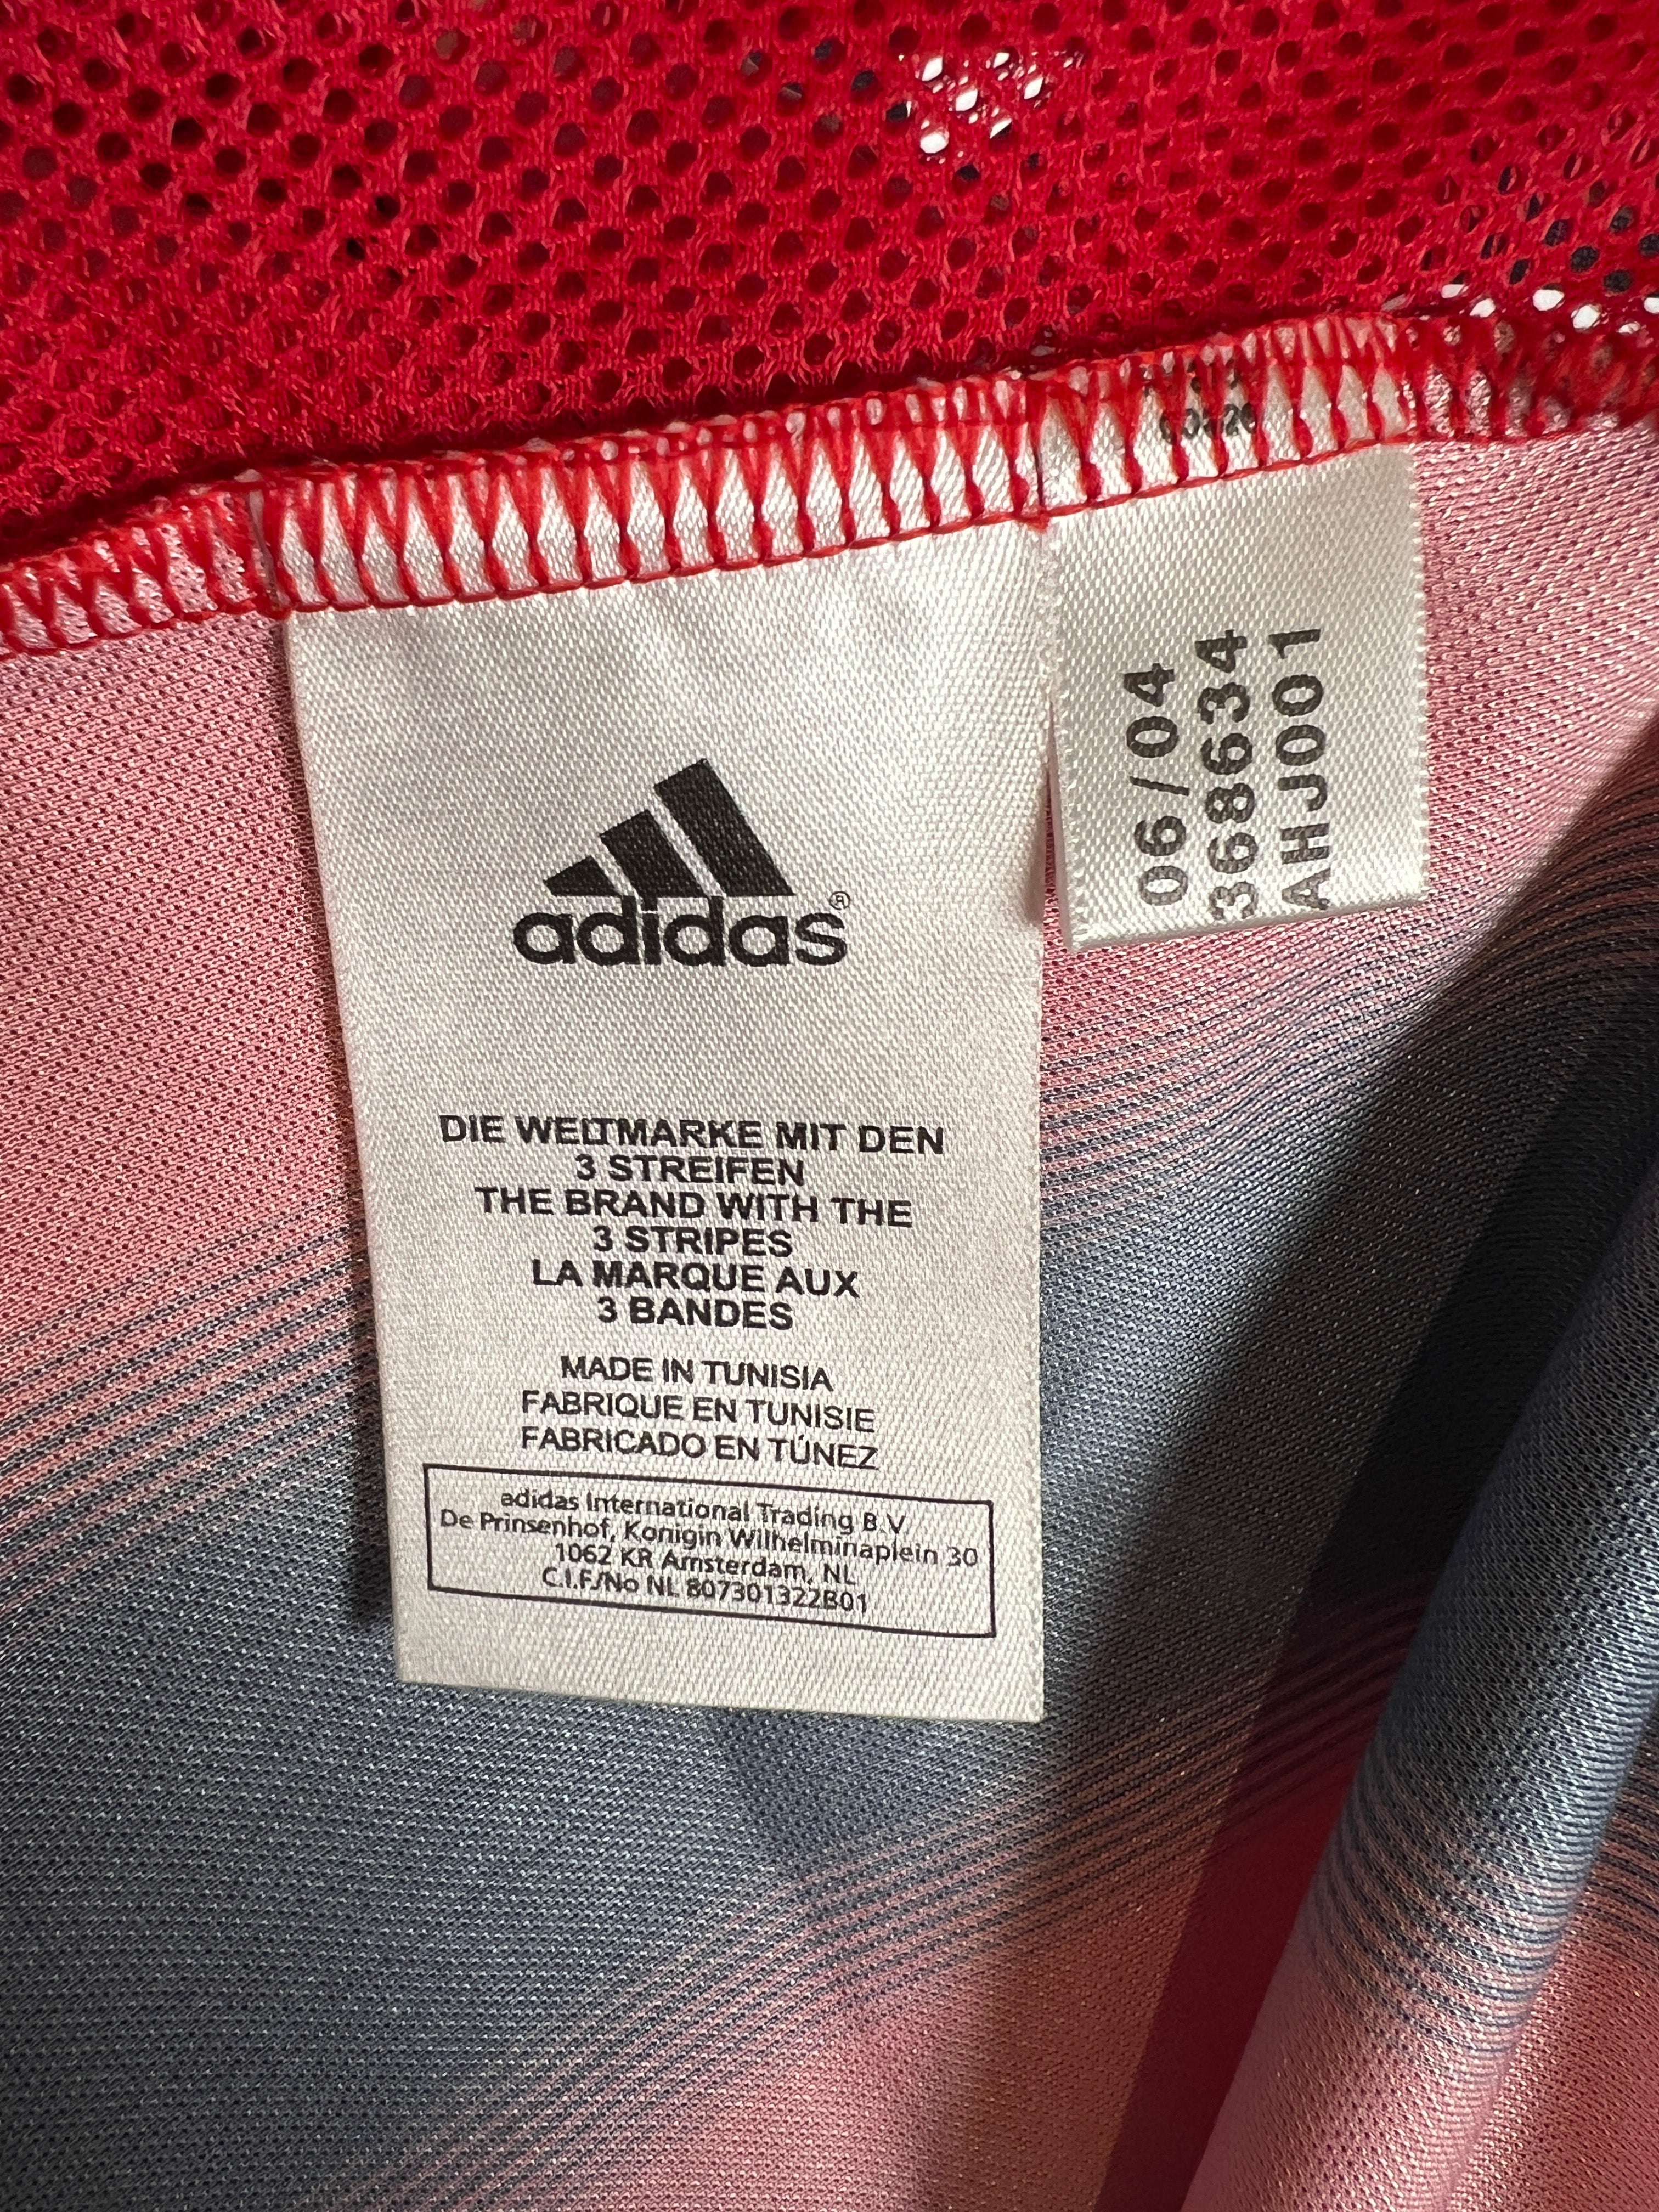 adidas®
DIE WELTMARKE MIT DEN
3 STREIFEN
THE BRAND WITH THE
3 STRIPES
LA MARQUE AUX
3 BANDES
MADE IN TUNISIA
FABRIQUE EN TUNISIE
FABRICADO EN TÚNEZ
adidas International Trading B.V
De Prinsenhof, Konigin Wilhelminaplein 30
1062 KR Amsterdam, NL
C.I.F./No NL 807301322B01
06/04
368634
AHJ001